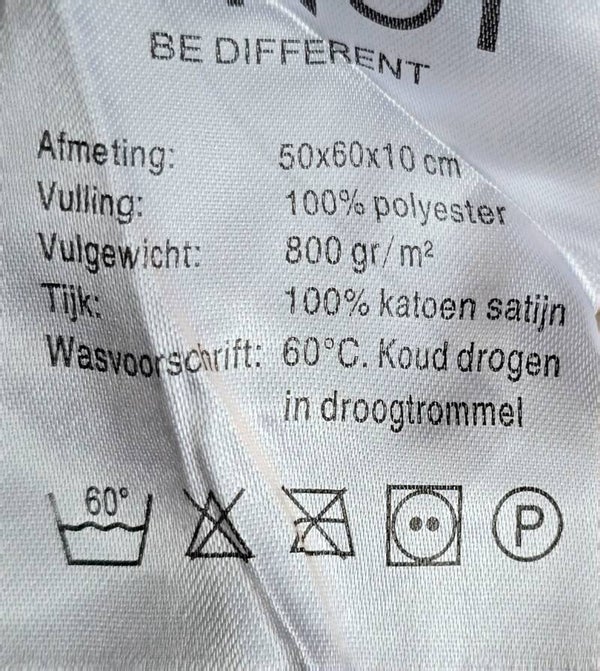 BE DIFFERENT
Afmeting: 50x60x10 cm
Vulling: 100% polyester
Vulgewicht: 800 gr/m²
Tijk: 100% katoen satijn
Wasvoorschrift: 60°C. Koud drogen
in droogtrommel
60°
P